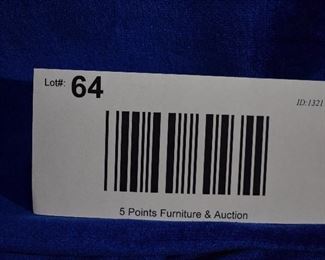 Lot#: 64
ID:1321
5 Points Furniture & Auction